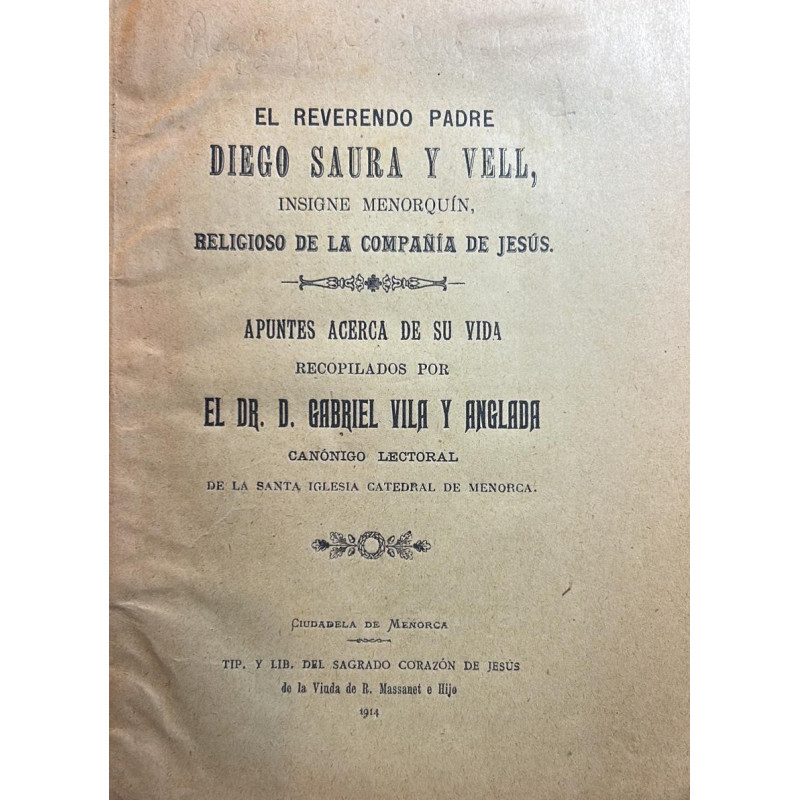 EL REVERENDO PADRE
DIEGO SAURA Y VELL,
INSIGNE MENORQUÍN,
RELIGIOSO DE LA COMPAÑÍA DE JESÚS.
APUNTES ACERCA DE SU VIDA
RECOPILADOS POR
EL DR. D. GABRIEL VILA Y ANGLADA
CANÓNIGO LECTORAL
DE LA SANTA IGLESIA CATEDRAL DE MENORCA.
CIUDADELA DE MENORCA
TIP. Y LIB. DEL SAGRADO CORAZÓN DE JESÚS
de la Viuda de R. Massanet e Hijo
1914